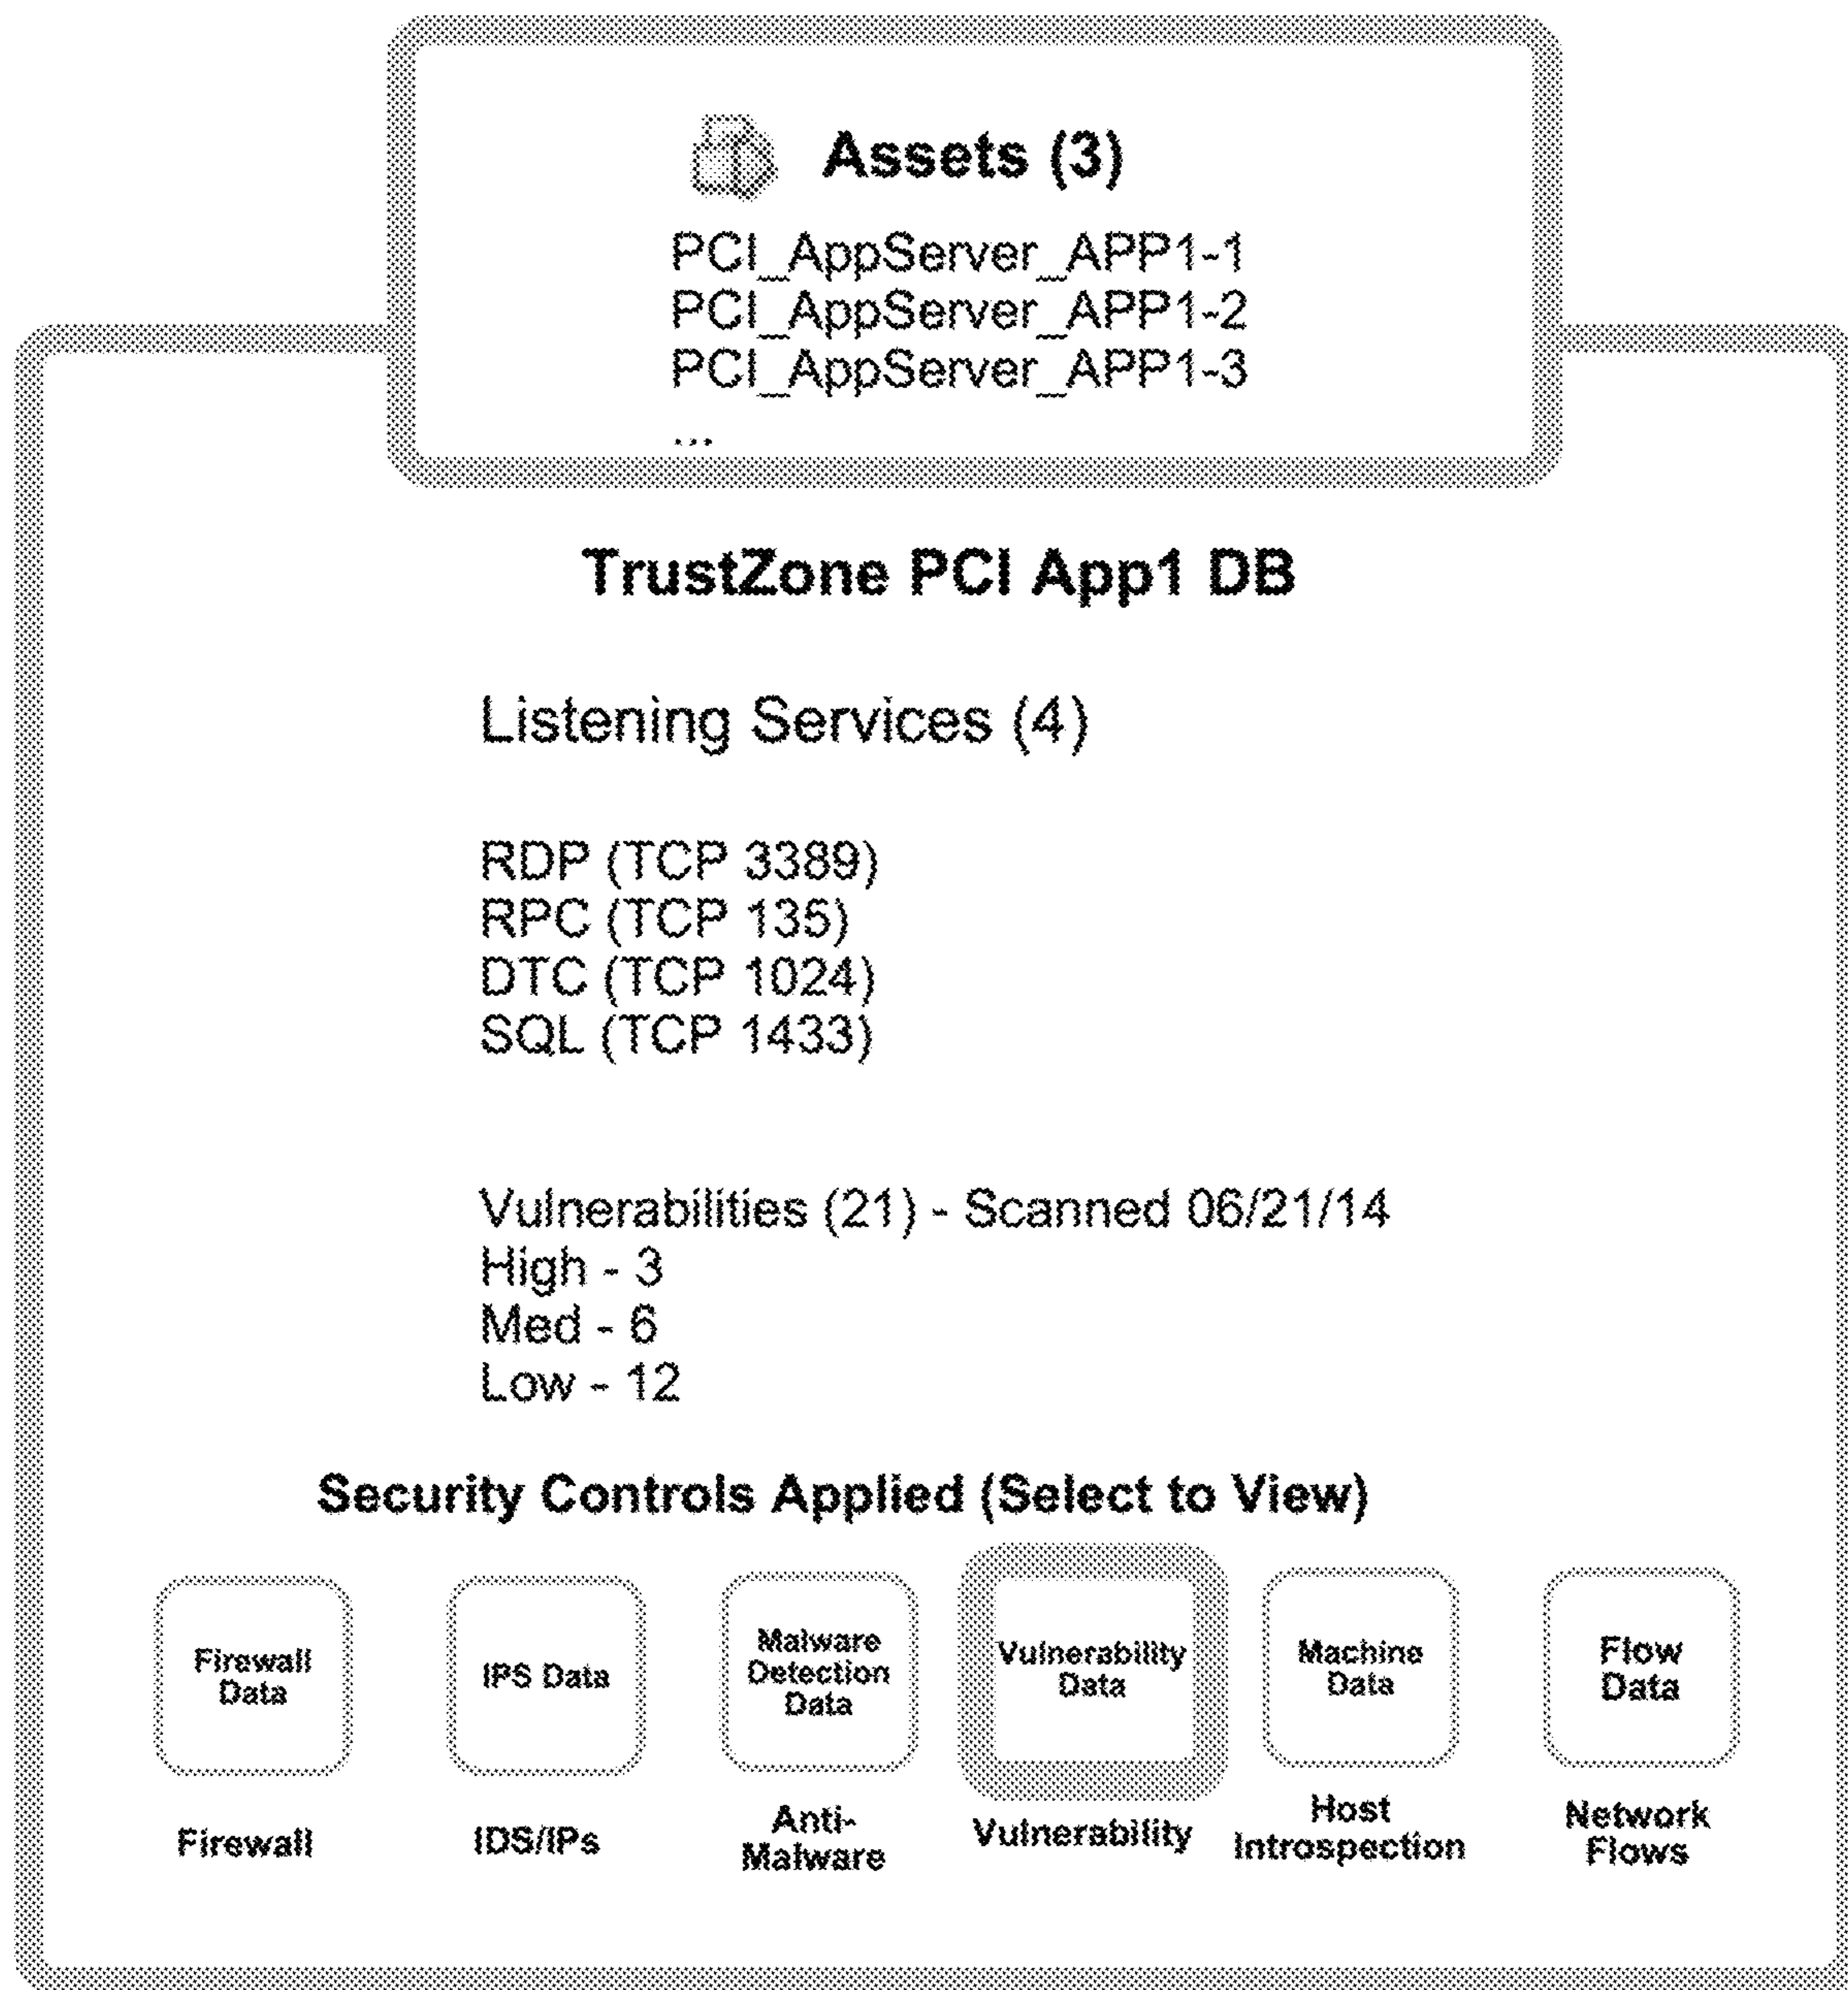 Assets (3)
PCI_AppServer_APP1-1
PCI_AppServer_APP1-2
PCI_AppServer_APP1-3
...
TrustZone PCI App1 DB
Listening Services (4)
RDP (TCP 3389)
RPC (TCP 135)
DTC (TCP 1024)
SQL (TCP 1433)
Vulnerabilities (21) - Scanned 06/21/14
High - 3
Med - 6
Low - 12
Security Controls Applied (Select to View)
Firewall
Data
IPS Data
Malware
Detection
Data
Vulnerability
Data
Machine
Data
Flow
Data
Firewall
IDS/IPs
Anti-
Malware
Vulnerability
Host
Introspection
Network
Flows